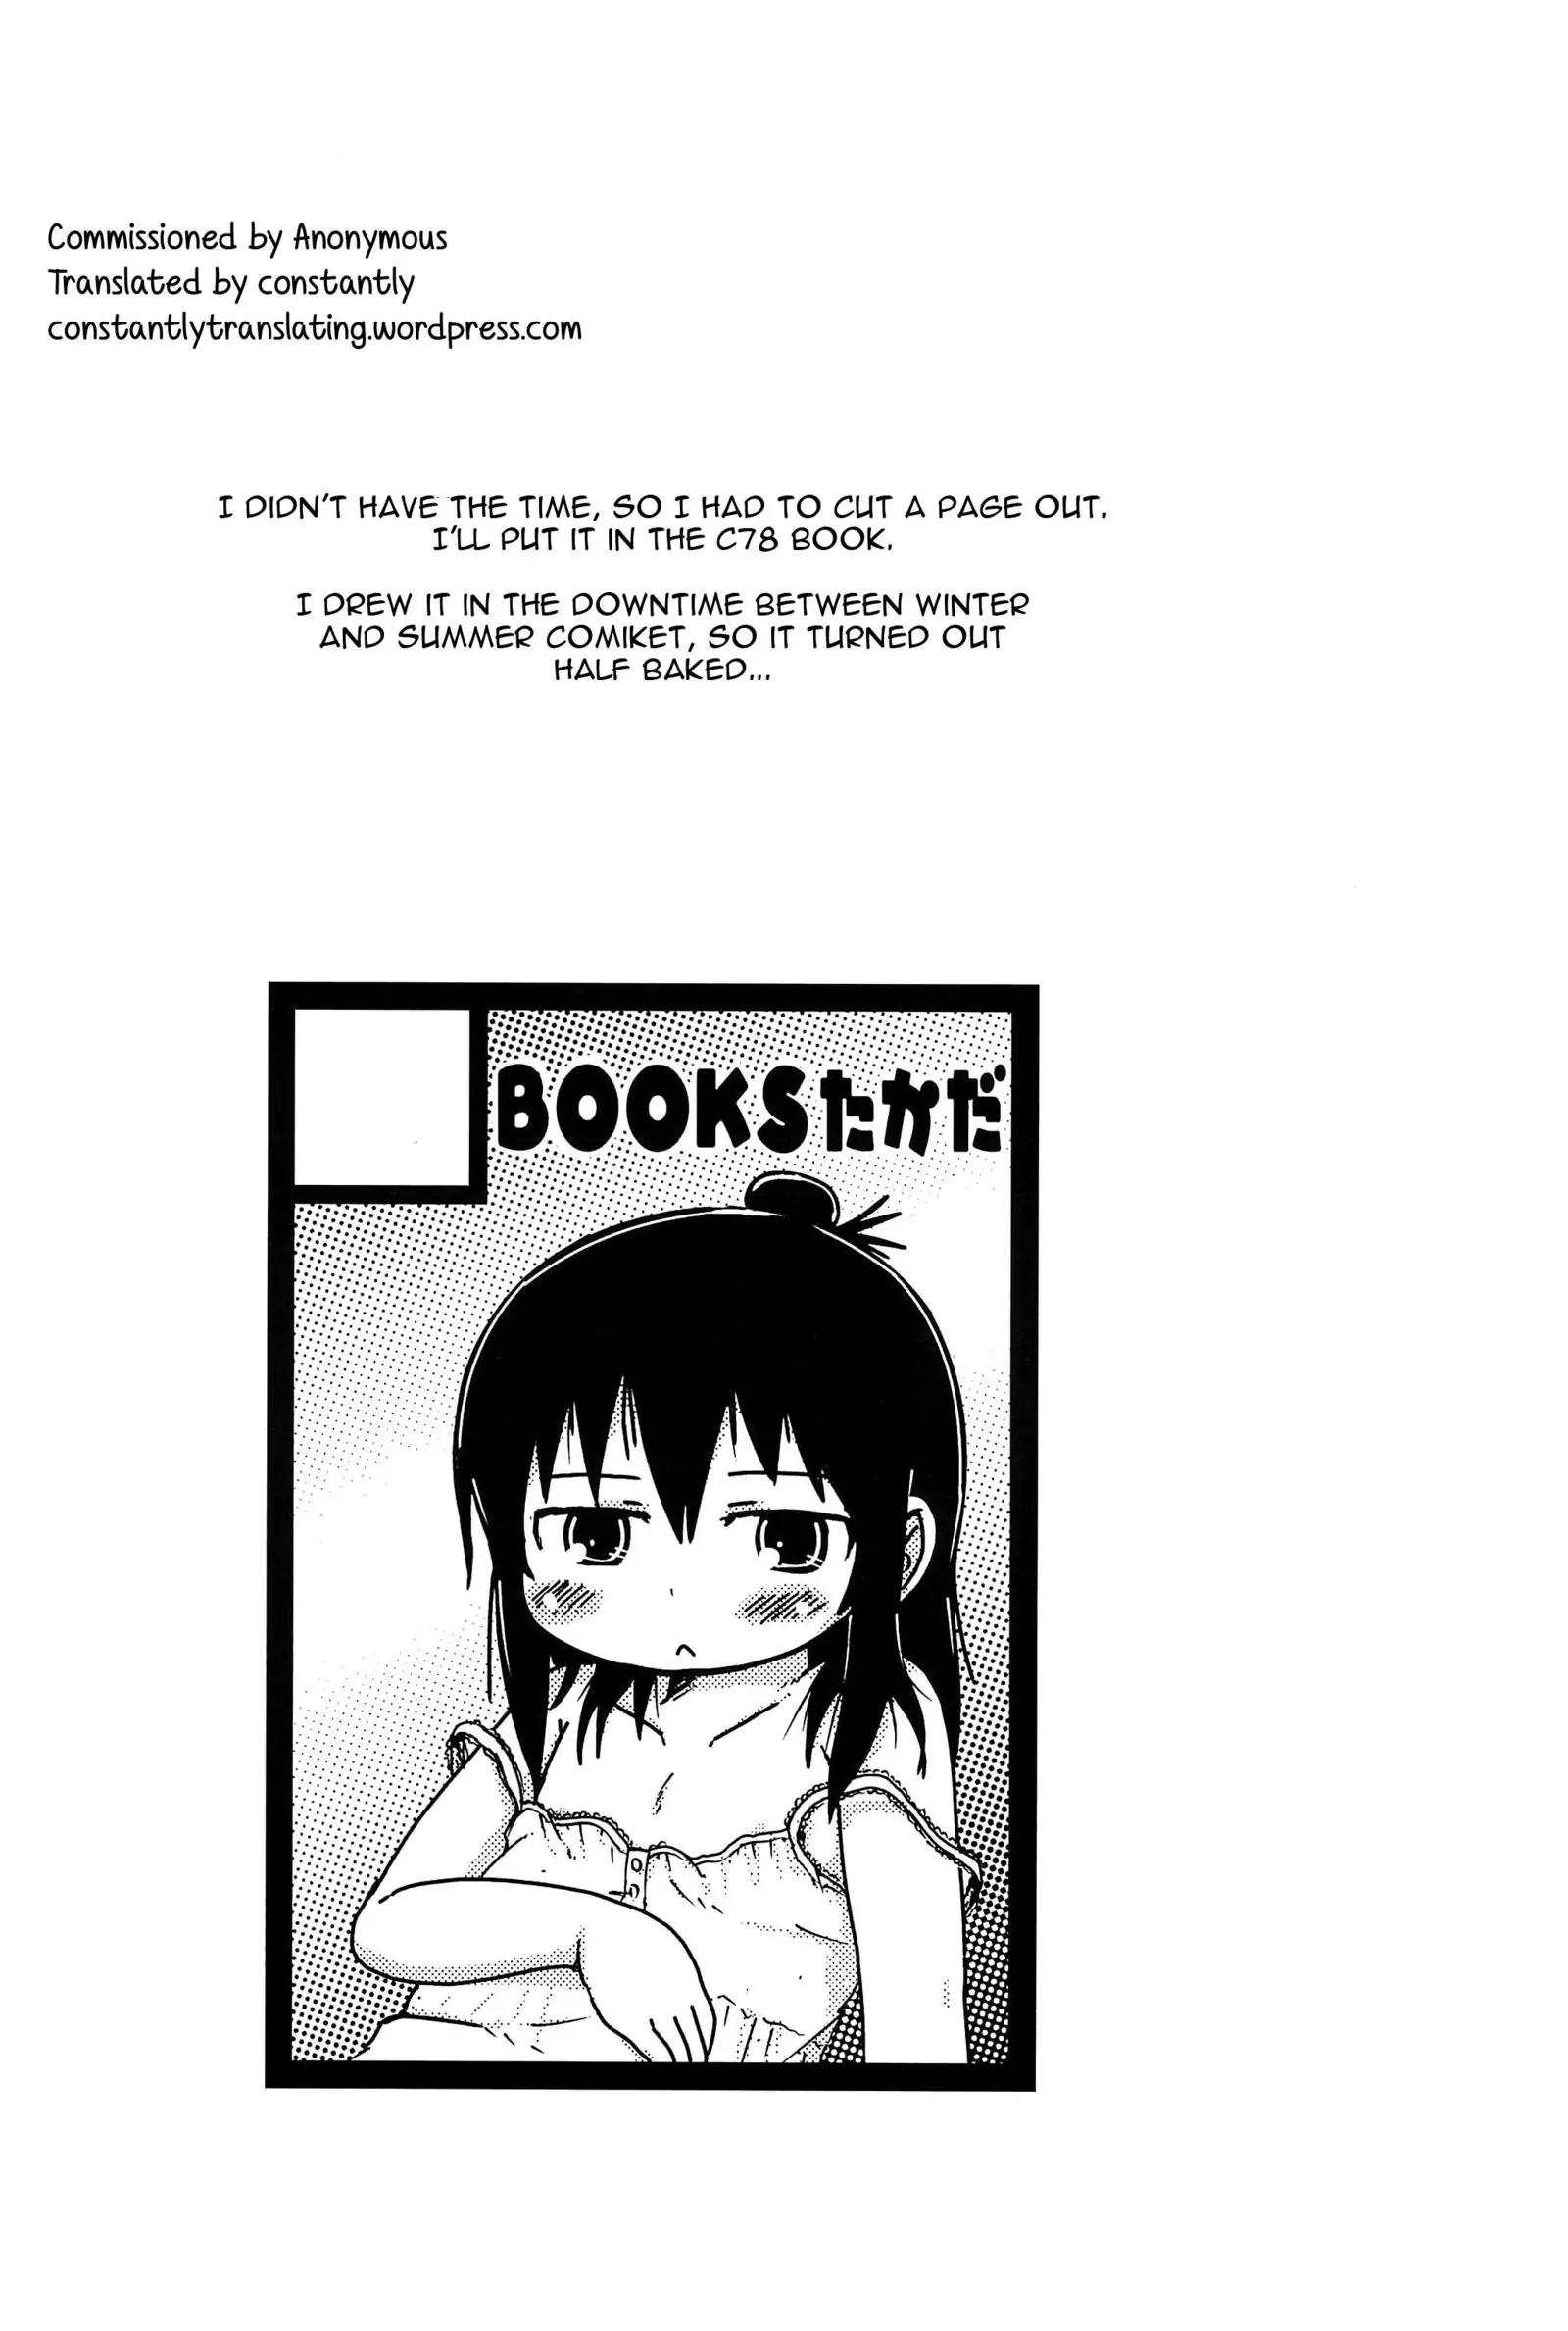 Commissioned by Anonymous
Translated by constantly
constantlytranslating.wordpress.com
I DIDN'T HAVE THE TIME, SO I HAD TO CUT A PAGE OUT.
I'LL PUT IT IN THE C78 BOOK.
I DREW IT IN THE DOWNTIME BETWEEN WINTER
AND SUMMER COMIKET, SO IT TURNED OUT
HALF BAKED...
BOOKSたかだ